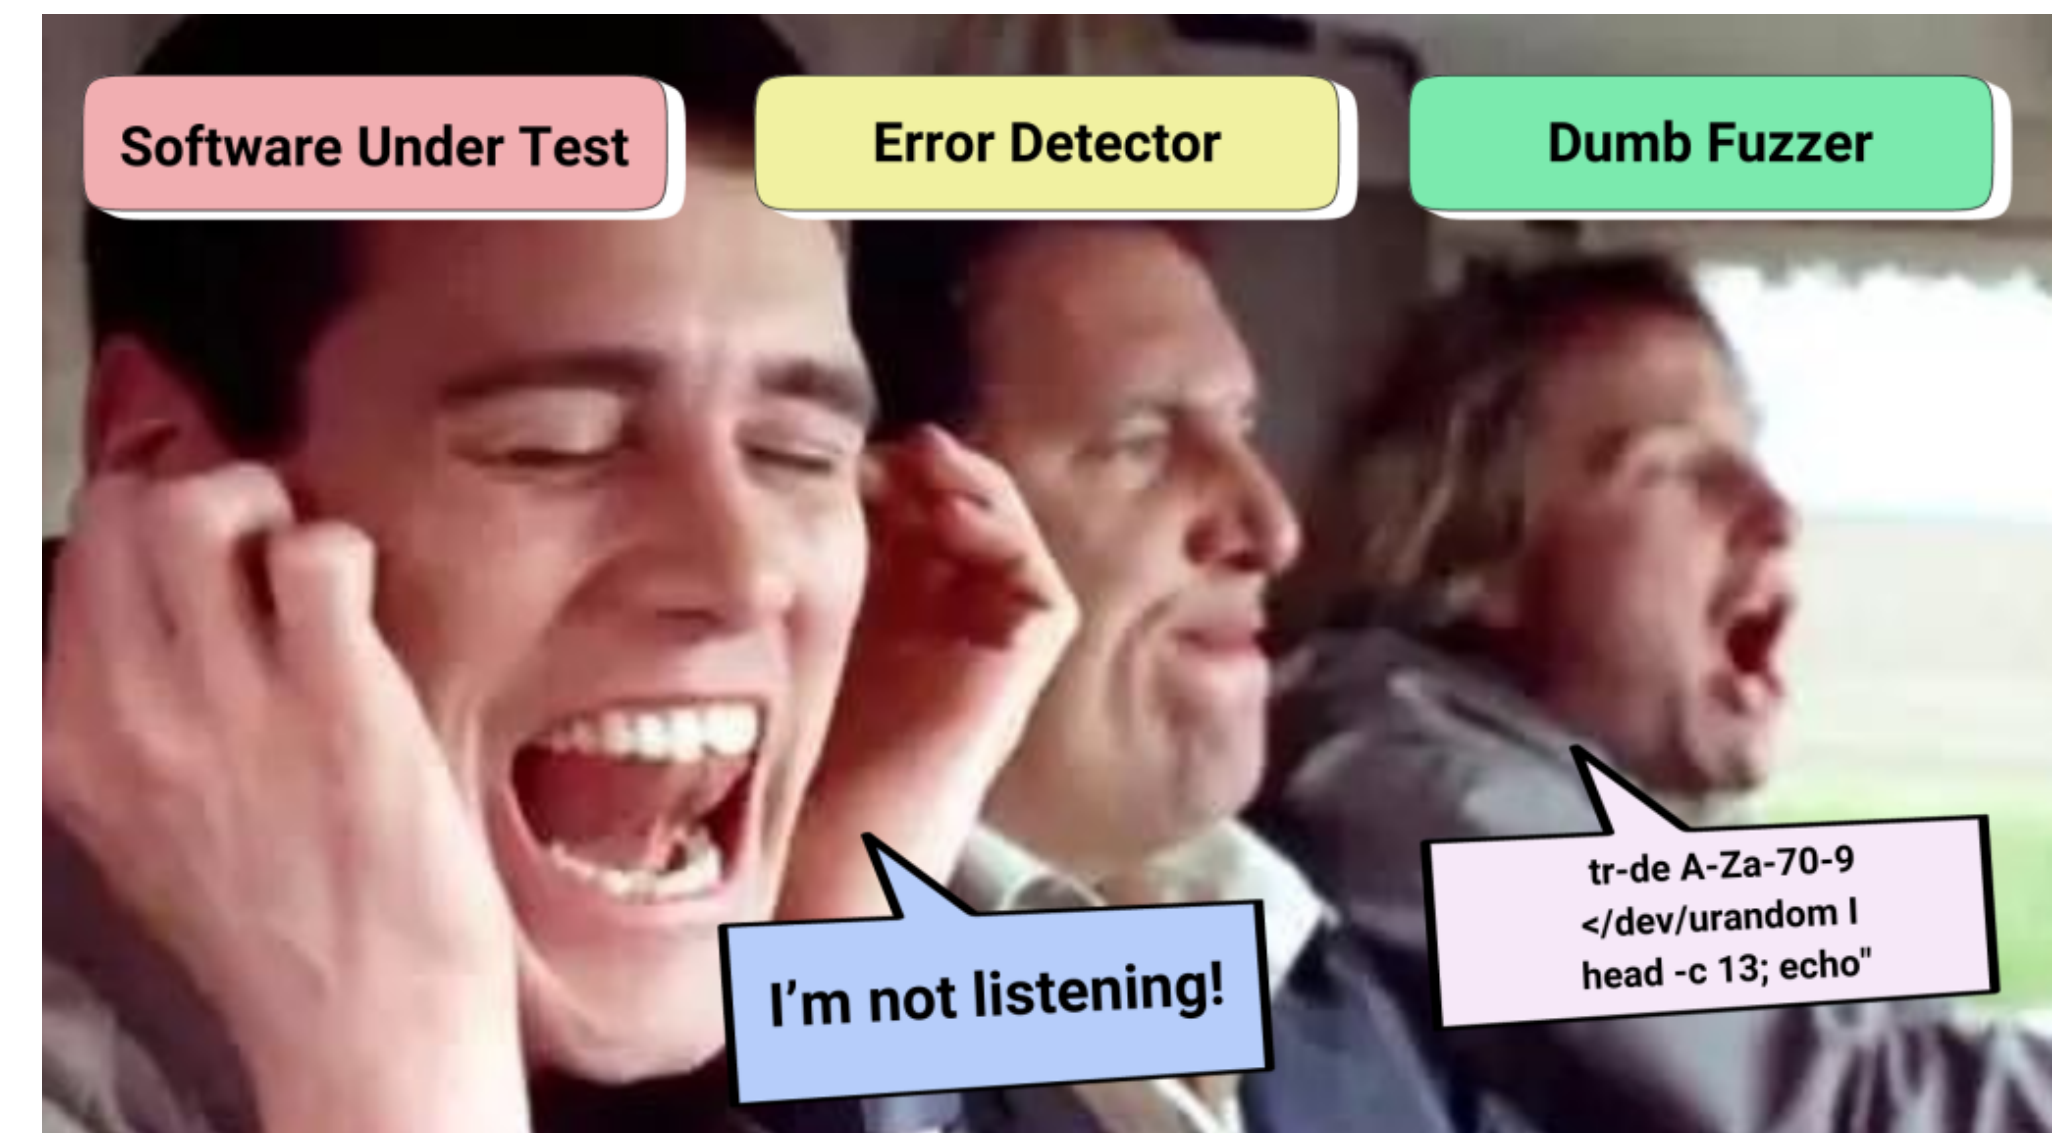 Software Under Test
Error Detector
Dumb Fuzzer
I’m not listening!
tr-de A-Za-70-9
</dev/urandom I
head -c 13; echo"